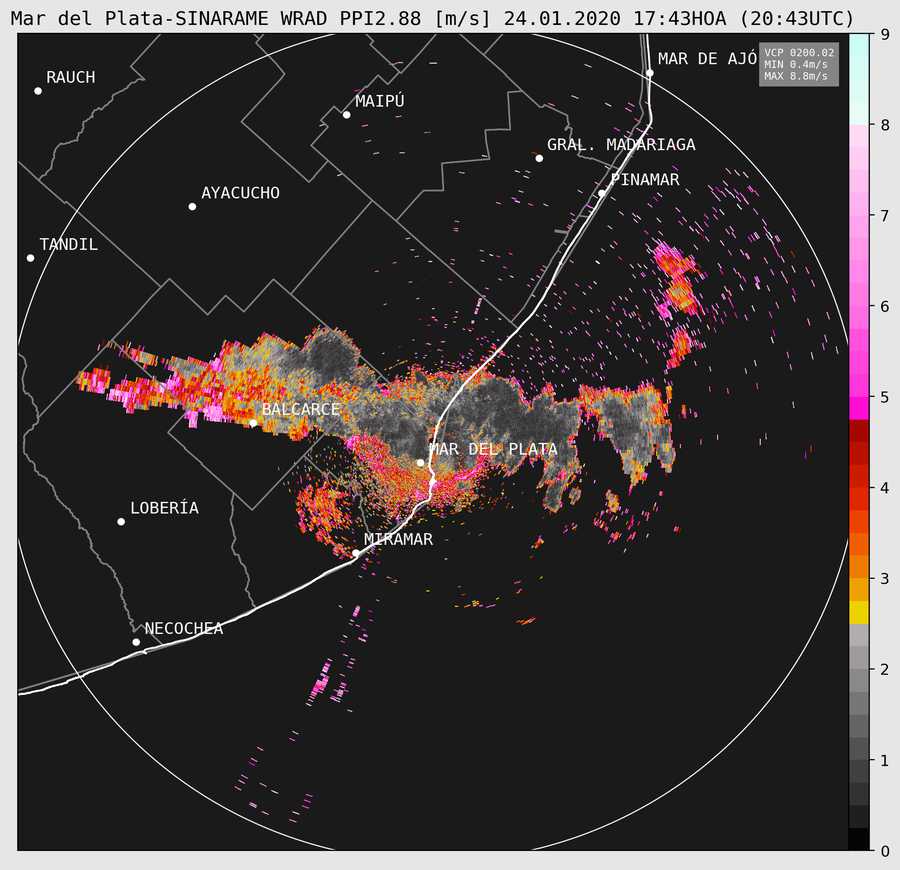 Mar del Plata-SINARAME WRAD PPI2.88 [m/s] 24.01.2020 17:43HOA (20:43UTC)
VCP 0200.02
MIN 0.4m/s
MAX 8.8m/s
MAR DE AJÓ
RAUCH
MAIPÚ
GRAL. MADARIAGA
PINAMAR
AYACUCHO
TANDIL
BALCARCE
MAR DEL PLATA
LOBERÍA
MIRAMAR
NECOCHEA
9
8
7
6
5
4
3
2
1
0